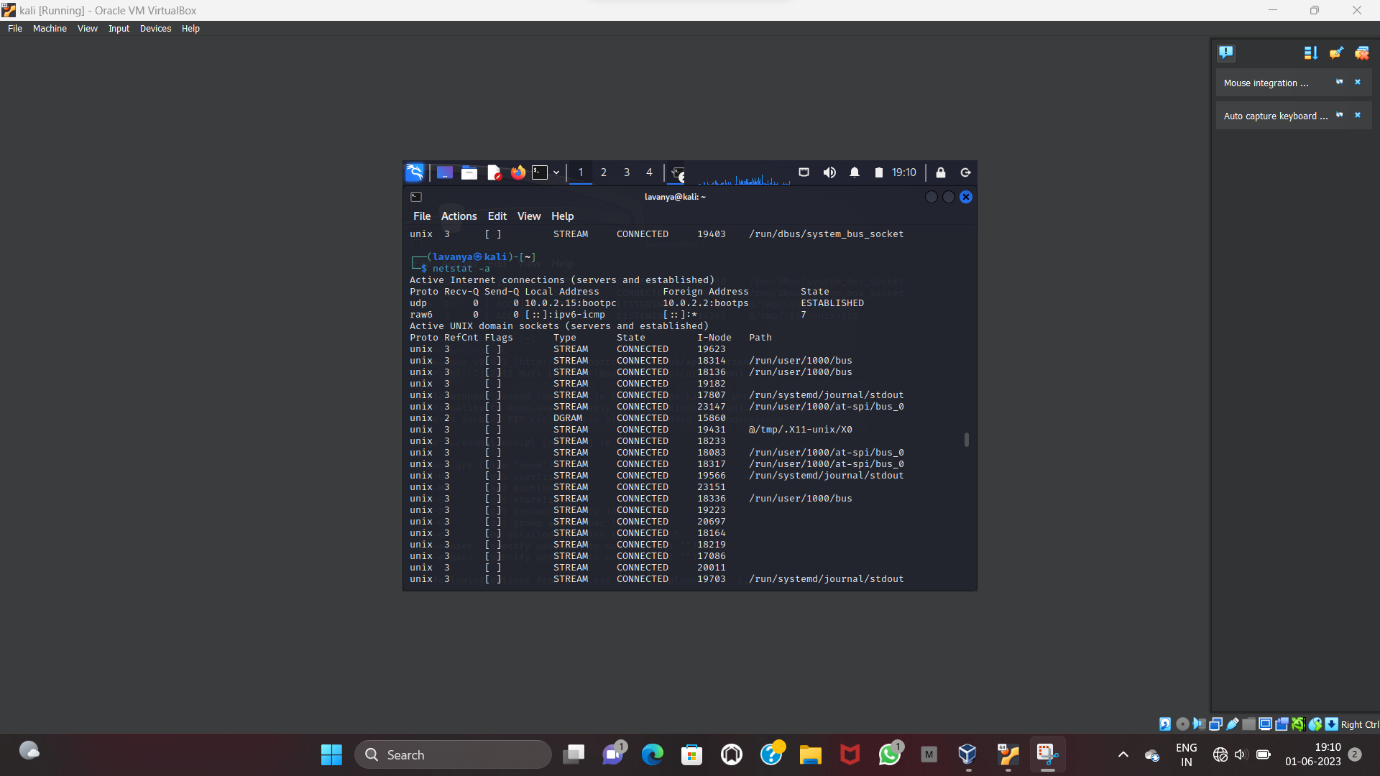 kali [Running] - Oracle VM VirtualBox
File Machine View Input Devices Help
Mouse integration ...
Auto capture keyboard ...
1 2 3 4 19:10
lavanya@kali: ~
File Actions Edit View Help
unix 3 [ ] STREAM CONNECTED 19403 /run/dbus/system_bus_socket
(lavanya㉿kali)-[~]
$ netstat -a
Active Internet connections (servers and established)
Proto Recv-Q Send-Q Local Address Foreign Address State
udp 0 0 10.0.2.15:bootpc 10.0.2.2:bootps ESTABLISHED
raw6 0 0 [::]:ipv6-icmp [::]:* 7
Active UNIX domain sockets (servers and established)
Proto RefCnt Flags Type State I-Node Path
unix 3 [ ] STREAM CONNECTED 19623
unix 3 [ ] STREAM CONNECTED 18314 /run/user/1000/bus
unix 3 [ ] STREAM CONNECTED 18136 /run/user/1000/bus
unix 3 [ ] STREAM CONNECTED 19182
unix 3 [ ] STREAM CONNECTED 17807 /run/systemd/journal/stdout
unix 3 [ ] STREAM CONNECTED 23147 /run/user/1000/at-spi/bus_0
unix 2 [ ] DGRAM CONNECTED 15860
unix 3 [ ] STREAM CONNECTED 19431 @/tmp/.X11-unix/X0
unix 3 [ ] STREAM CONNECTED 18233
unix 3 [ ] STREAM CONNECTED 18083 /run/user/1000/at-spi/bus_0
unix 3 [ ] STREAM CONNECTED 18317 /run/user/1000/at-spi/bus_0
unix 3 [ ] STREAM CONNECTED 19566 /run/systemd/journal/stdout
unix 3 [ ] STREAM CONNECTED 23151
unix 3 [ ] STREAM CONNECTED 18336 /run/user/1000/bus
unix 3 [ ] STREAM CONNECTED 19223
unix 3 [ ] STREAM CONNECTED 20697
unix 3 [ ] STREAM CONNECTED 18164
unix 3 [ ] STREAM CONNECTED 18219
unix 3 [ ] STREAM CONNECTED 17086
unix 3 [ ] STREAM CONNECTED 20011
unix 3 [ ] STREAM CONNECTED 19703 /run/systemd/journal/stdout
Right Ctrl
Search
1
1
M
ENG
IN
19:10
01-06-2023
2